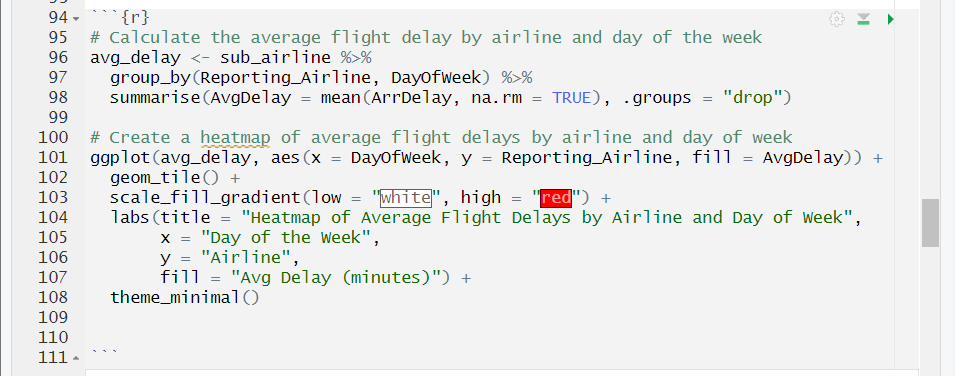 94 ```{r}
95 # Calculate the average flight delay by airline and day of the week
96 avg_delay <- sub_airline %>%
97   group_by(Reporting_Airline, DayOfWeek) %>%
98   summarise(AvgDelay = mean(ArrDelay, na.rm = TRUE), .groups = "drop")
99
100 # Create a heatmap of average flight delays by airline and day of week
101 ggplot(avg_delay, aes(x = DayOfWeek, y = Reporting_Airline, fill = AvgDelay)) +
102   geom_tile() +
103   scale_fill_gradient(low = "white", high = "red") +
104   labs(title = "Heatmap of Average Flight Delays by Airline and Day of Week",
105        x = "Day of the Week",
106        y = "Airline",
107        fill = "Avg Delay (minutes)") +
108   theme_minimal()
109
110
111 ```